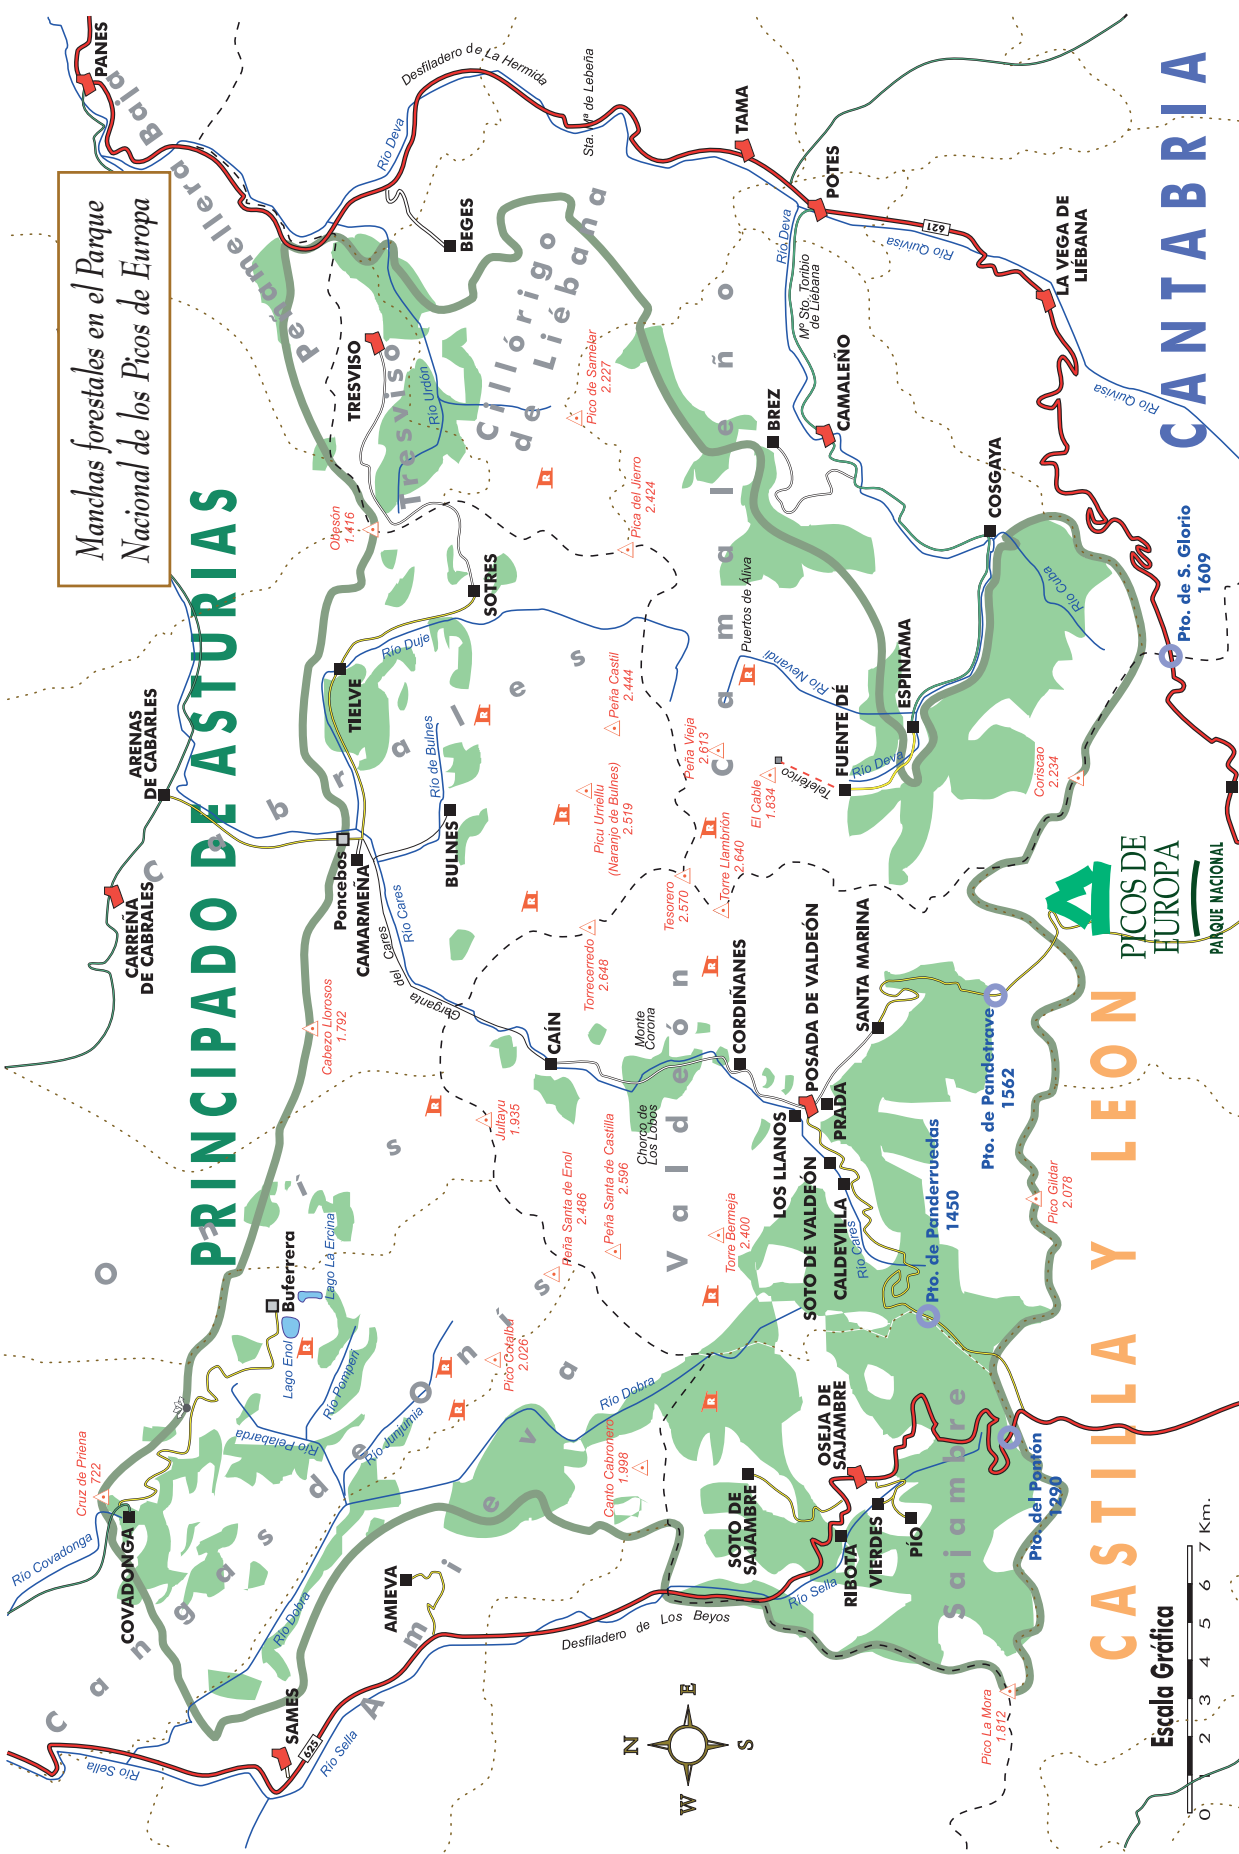 Manchas forestales en el Parque
Nacional de los Picos de Europa
PRINCIPADO DE ASTURIAS
CANTABRIA
CASTILLA Y LEON
Peñamellera Baja
Cillórigo
de Liébana
Tresviso
Camaleño
Cabrales
Cangas de Onís
Onís
Amieva
Valdeón
Sajambre
PANES
BEGES
TRESVISO
TAMA
POTES
LA VEGA DE
LIÉBANA
BREZ
CAMALEÑO
COSGAYA
ESPINAMA
FUENTE DÉ
SOTRES
TIELVE
ARENAS
DE CABARLES
CARREÑA
DE CABRALES
Poncebos
CAMARMEÑA
BULNES
CAÍN
CORDIÑANES
POSADA DE VALDEÓN
SANTA MARINA
PRADA
LOS LLANOS
SOTO DE VALDEÓN
CALDEVILLA
OSEJA DE
SAJAMBRE
SOTO DE
SAJAMBRE
RIBOTA
VIERDES
PÍO
AMIEVA
SAMES
COVADONGA
Buferrera
Desfiladero de La Hermida
Sta. Mª de Lebeña
Mº Sto. Toribio
de Liébana
Puertos de Áliva
Teleférico
Garganta del Cares
Monte
Corona
Chorco de
Los Lobos
Desfiladero de Los Beyos
Río Deva
Río Deva
Río Deva
Río Quivisa
Río Quivisa
Río Urdón
Río Cuba
Río Nevandi
Río Duje
Río de Bulnes
Río Cares
Río Cares
Lago Enol
Lago La Ercina
Río Pompen
Río Pelabarda
Río Junjumia
Río Dobra
Río Dobra
Río Covadonga
Río Sella
Río Sella
Río Sella
Obesón
1.416
Pico de Samelar
2.227
Pica del Jierro
2.424
Peña Castil
2.444
Peña Vieja
2.613
El Cable
1.834
Picu Urriellu
(Naranjo de Bulnes)
2.519
Torre Llambrión
2.640
Tesorero
2.570
Torrecerredo
2.648
Coriscao
2.234
Cabezo Llorosos
1.792
Jultayu
1.935
Peña Santa de Enol
2.486
Peña Santa de Castilla
2.596
Torre Bermeja
2.400
Pico Cotalba
2.026
Canto Cabronero
1.998
Cruz de Priena
722
Pico Gildar
2.078
Pico La Mora
1.812
Pto. de S. Glorio
1609
Pto. de Pandetrave
1562
Pto. de Panderruedas
1450
Pto. del Pontón
1290
621
625
R
R
R
R
R
R
R
R
R
R
R
R
R
R
PICOS DE
EUROPA
PARQUE NACIONAL
N
E
S
W
Escala Gráfica
0 1 2 3 4 5 6 7 Km.